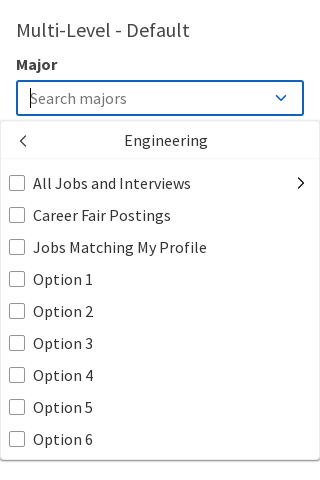 Multi-Level - Default
Major
Search majors
Engineering
All Jobs and Interviews
Career Fair Postings
Jobs Matching My Profile
Option 1
Option 2
Option 3
Option 4
Option 5
Option 6